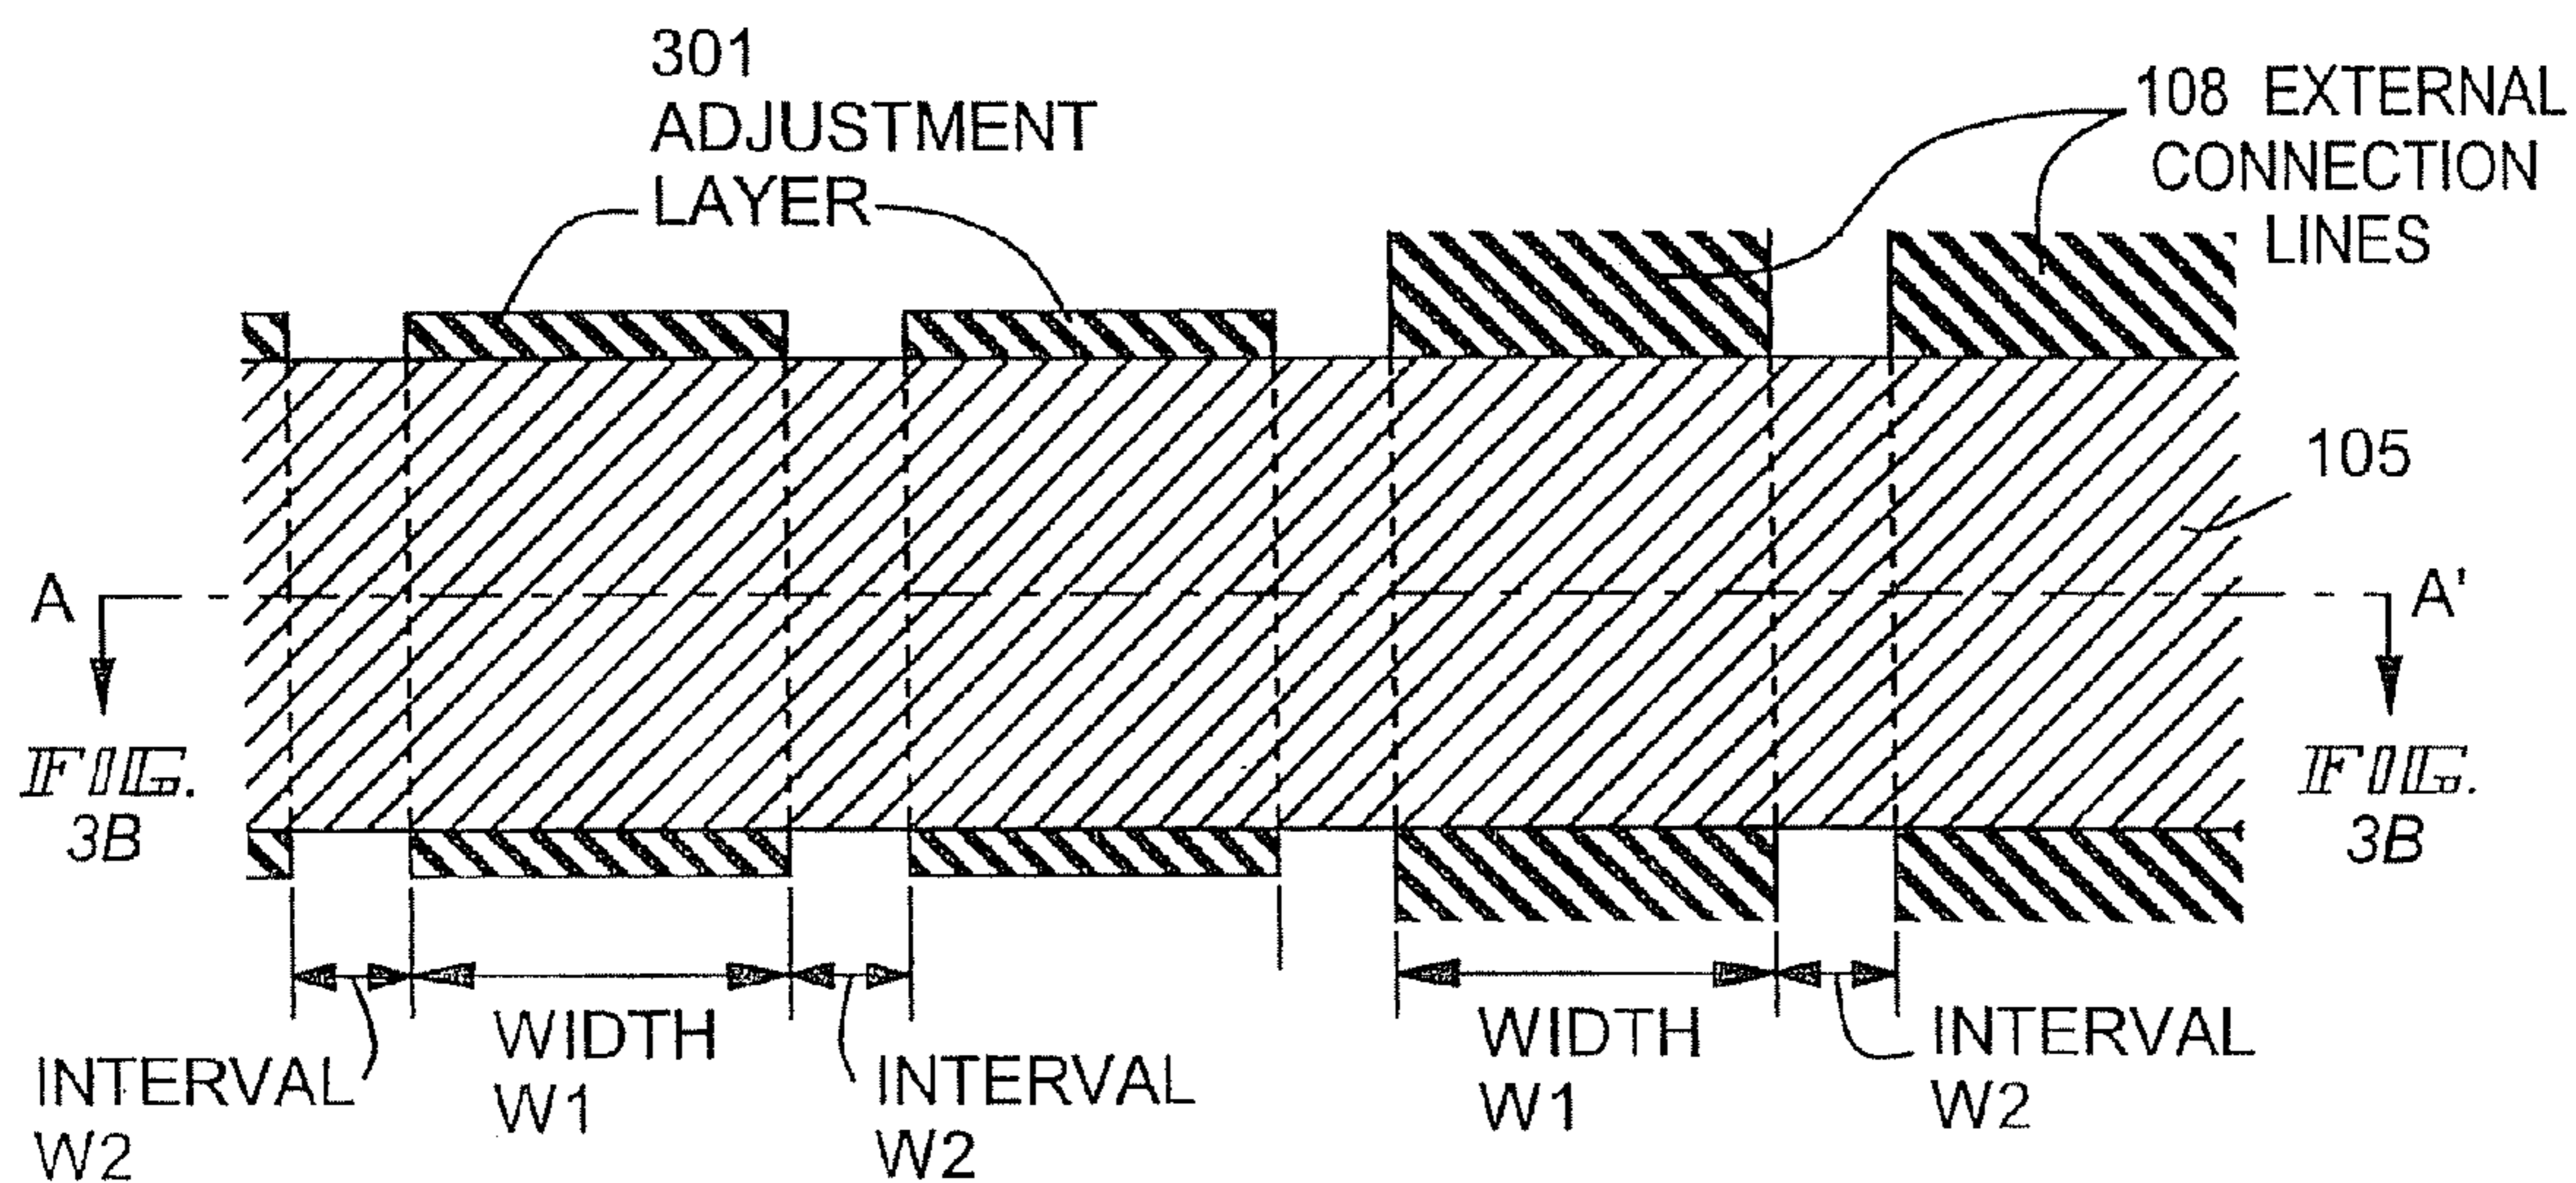 301
ADJUSTMENT
LAYER
108 EXTERNAL
CONNECTION
LINES
105
A
A'
FIG.
3B
FIG.
3B
INTERVAL
W2
WIDTH
W1
INTERVAL
W2
WIDTH
W1
INTERVAL
W2